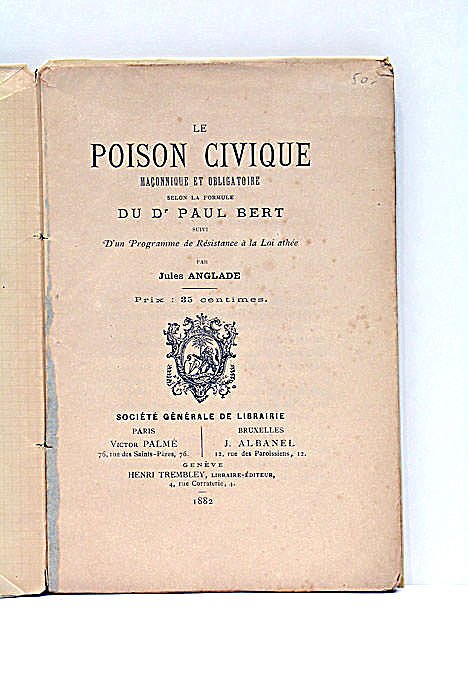 50.-
LE
POISON CIVIQUE
MAÇONNIQUE ET OBLIGATOIRE
SELON LA FORMULE
DU Dr PAUL BERT
SUIVI
D'un Programme de Résistance à la Loi athée
PAR
Jules ANGLADE
Prix : 35 centimes.
SOCIÉTÉ GÉNÉRALE DE LIBRAIRIE
PARIS
VICTOR PALMÉ
76, rue des Saints-Pères, 76.
BRUXELLES
J. ALBANEL
12, rue des Paroissiens, 12.
GENÈVE
HENRI TREMBLEY, LIBRAIRE-ÉDITEUR,
4, rue Corraterie, 4.
1882